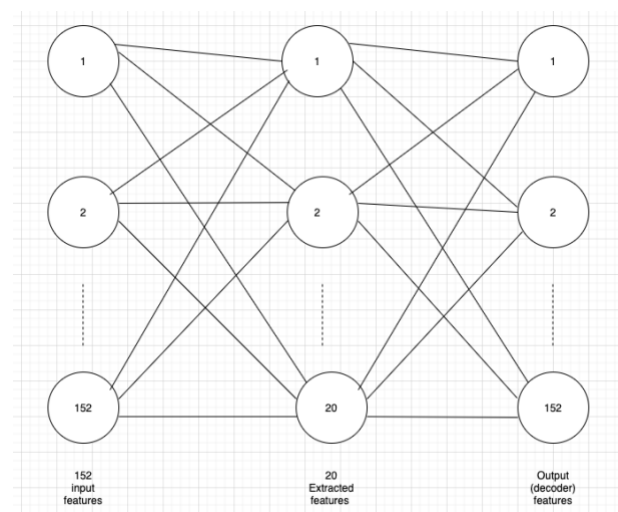 1
1
1
2
2
2
152
20
152
152
input
features
20
Extracted
features
Output
(decoder)
features